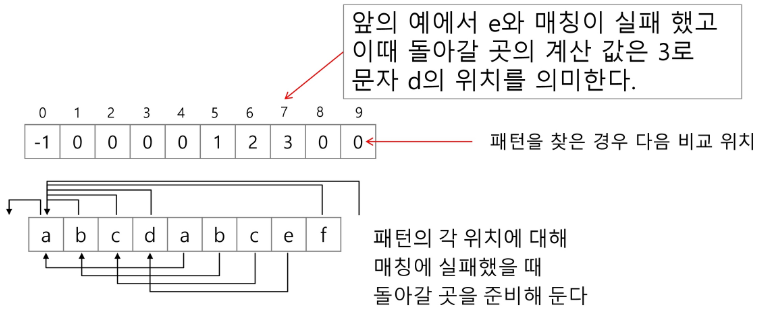 앞의 예에서 e와 매칭이 실패 했고
이때 돌아갈 곳의 계산 값은 3로
문자 d의 위치를 의미한다.
0 1 2 3 4 5 6 7 8 9
-1 0 0 0 0 1 2 3 0 0
패턴을 찾은 경우 다음 비교 위치
a b c d a b c e f
패턴의 각 위치에 대해
매칭에 실패했을 때
돌아갈 곳을 준비해 둔다